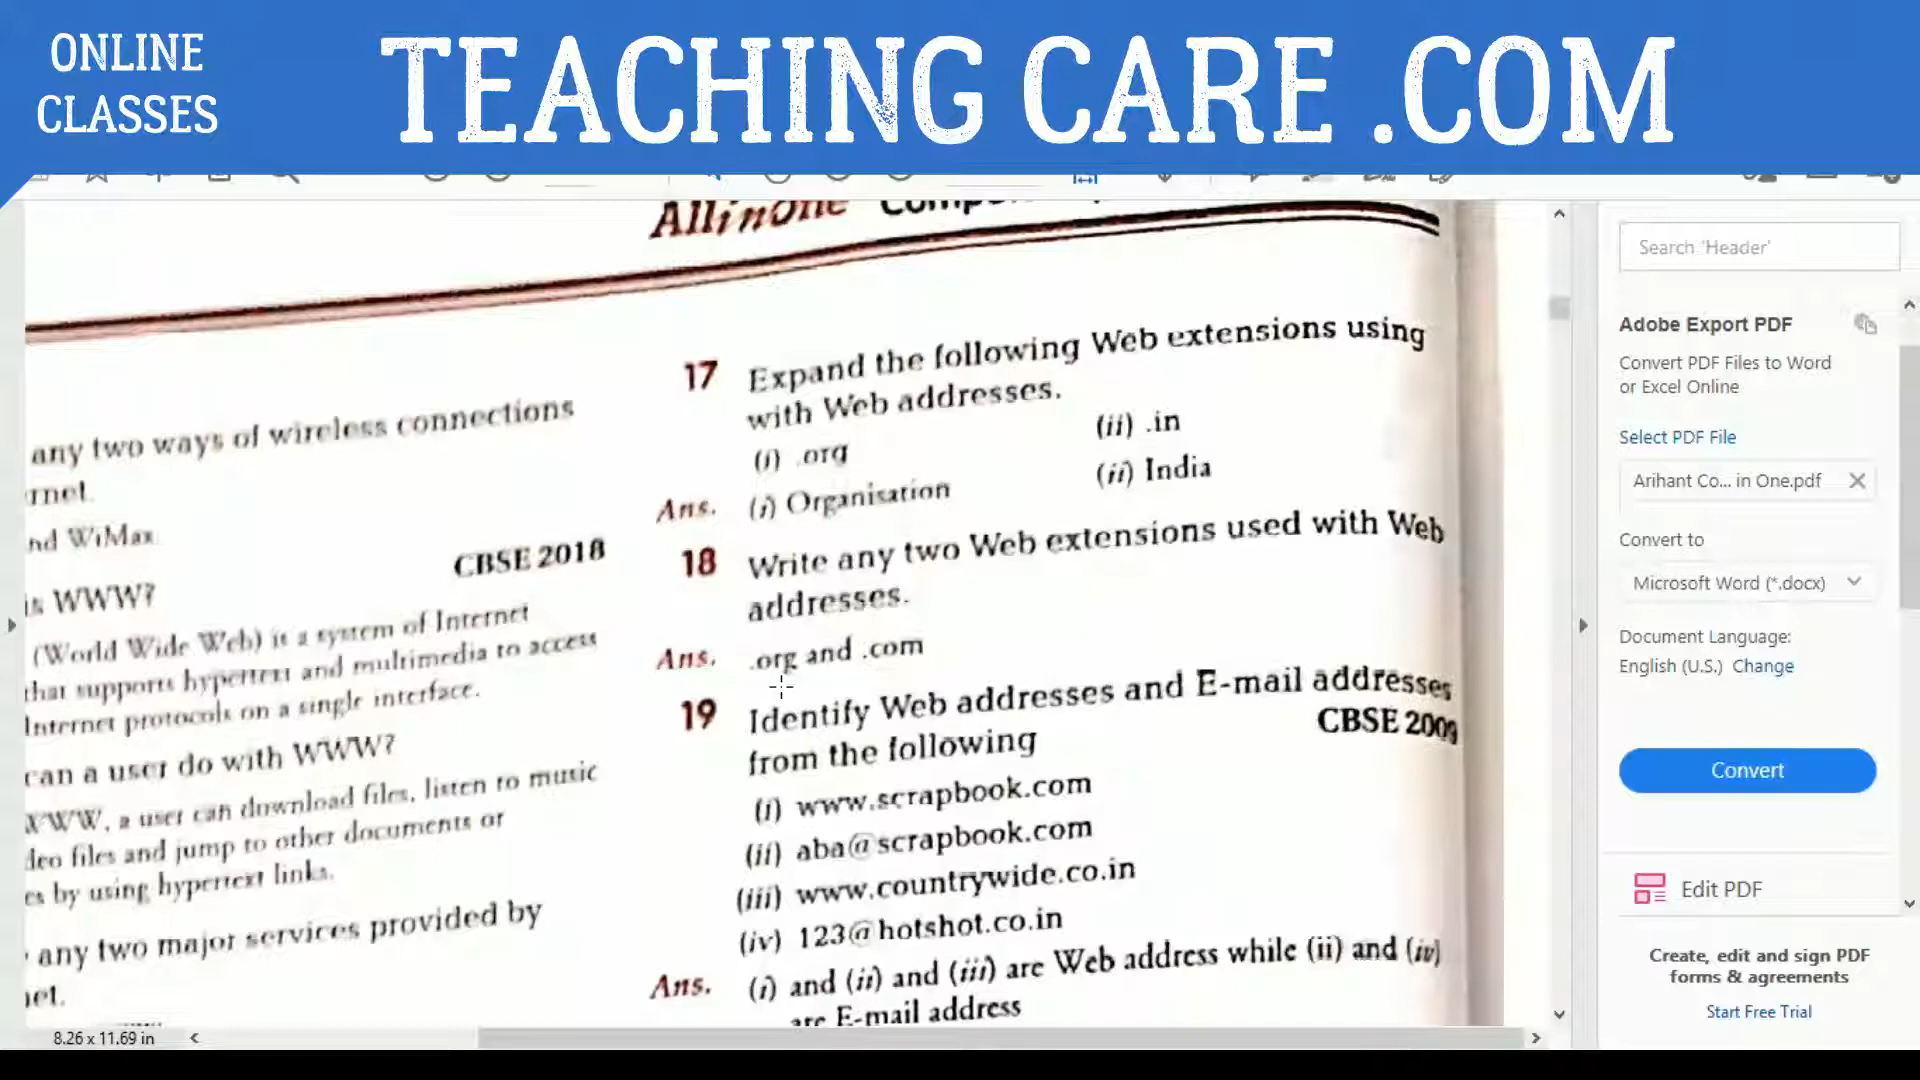 ONLINE
CLASSES
TEACHING CARE .COM
All in One
any two ways of wireless connections
rnet.
nd WiMax
CBSE 2018
is WWW?
(World Wide Web) is a system of Internet
that supports hypertext and multimedia to access
Internet protocols on a single interface.
can a user do with WWW?
WWW, a user can download files, listen to music
deo files and jump to other documents or
es by using hypertext links.
any two major services provided by
net.
17 Expand the following Web extensions using
with Web addresses.
(i) .org (ii) .in
Ans. (i) Organisation (ii) India
18 Write any two Web extensions used with Web
addresses.
Ans. .org and .com
19 Identify Web addresses and E-mail addresses
from the following CBSE 2009
(i) www.scrapbook.com
(ii) aba@scrapbook.com
(iii) www.countrywide.co.in
(iv) 123@hotshot.co.in
Ans. (i) and (ii) and (iii) are Web address while (ii) and (iv)
are E-mail address
8.26 x 11.69 in
Search 'Header'
Adobe Export PDF
Convert PDF Files to Word
or Excel Online
Select PDF File
Arihant Co... in One.pdf
Convert to
Microsoft Word (*.docx)
Document Language:
English (U.S.) Change
Convert
Edit PDF
Create, edit and sign PDF
forms & agreements
Start Free Trial